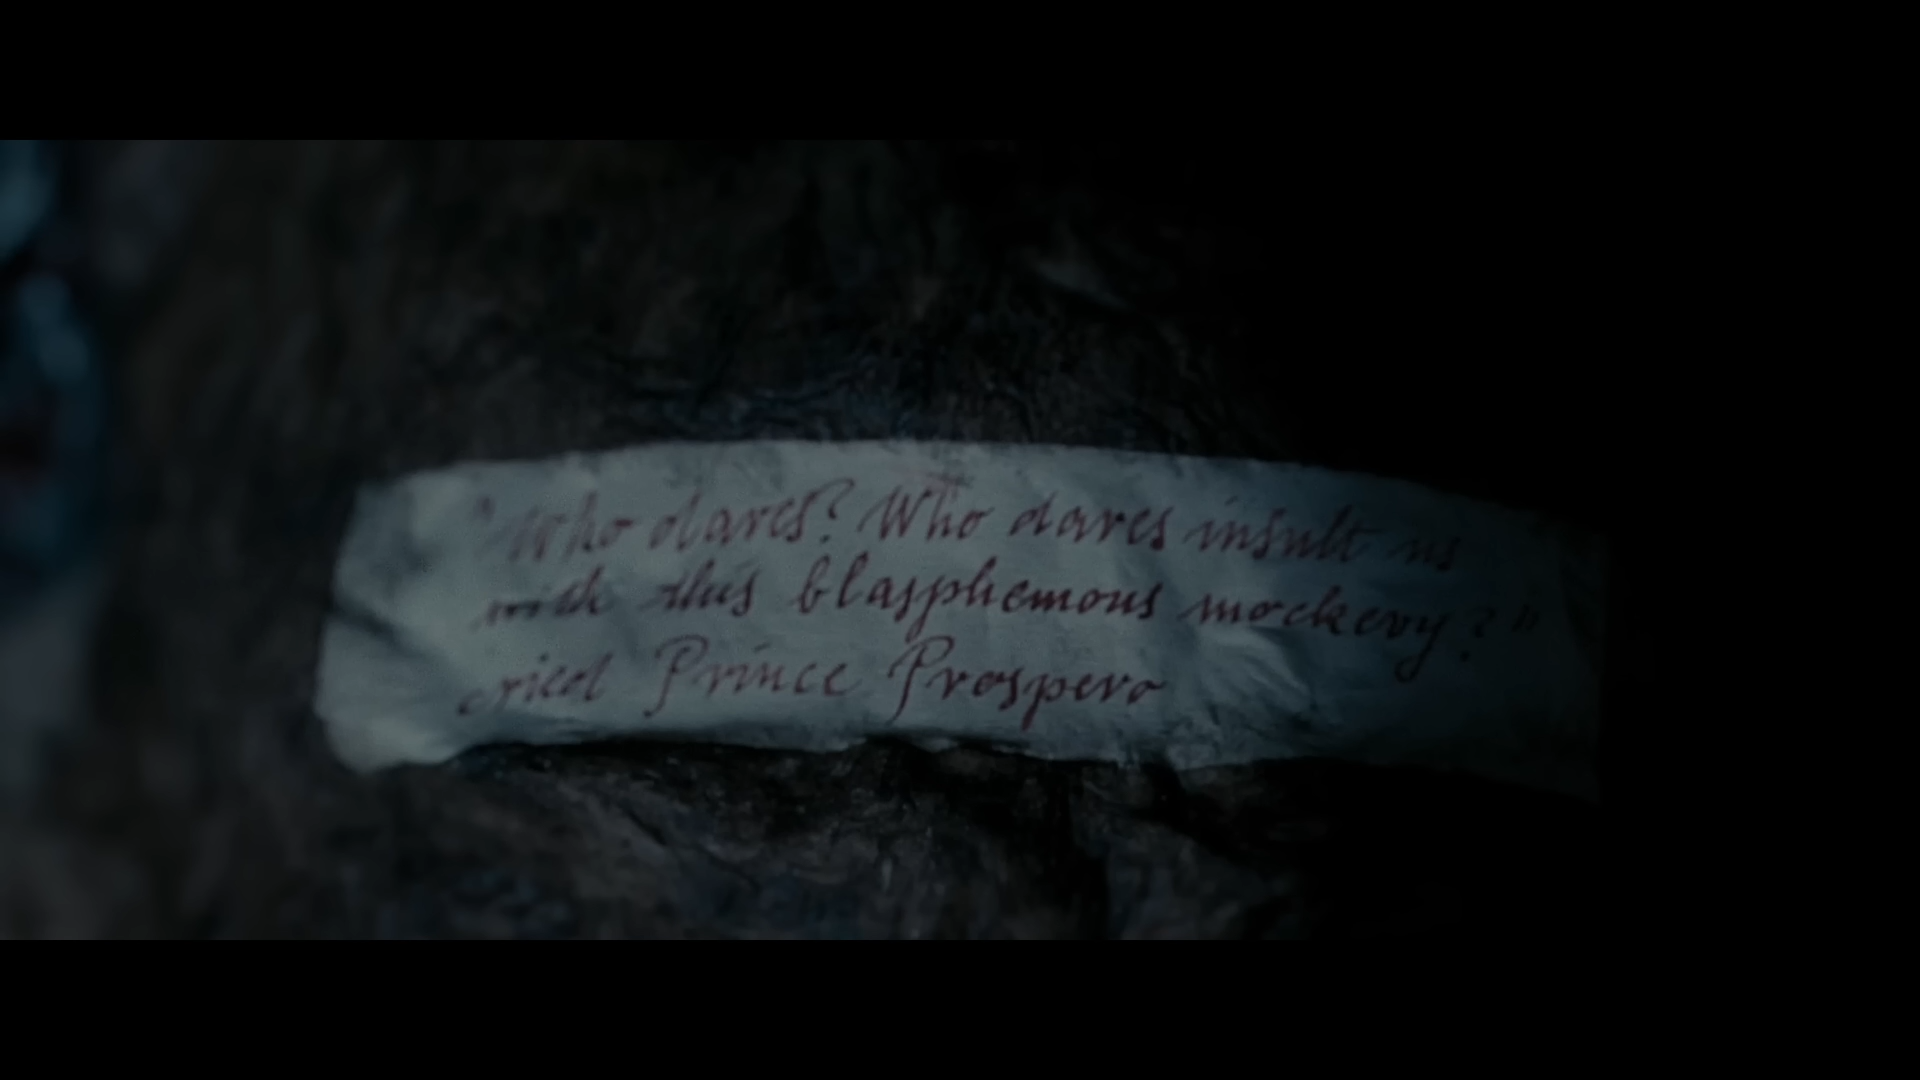 "Who dares? Who dares insult us
with this blasphemous mockery?"
cried Prince Prospero